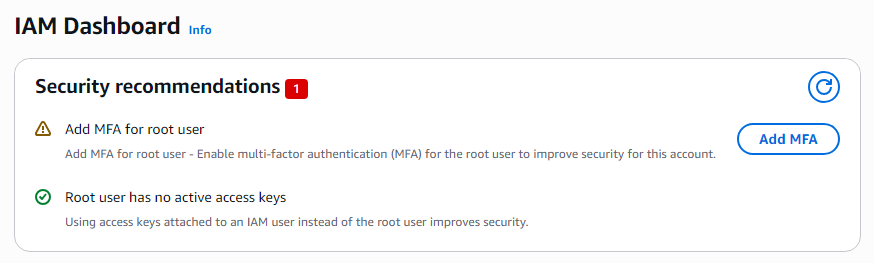 IAM Dashboard Info
Security recommendations 1
Add MFA for root user
Add MFA for root user - Enable multi-factor authentication (MFA) for the root user to improve security for this account.
Add MFA
Root user has no active access keys
Using access keys attached to an IAM user instead of the root user improves security.